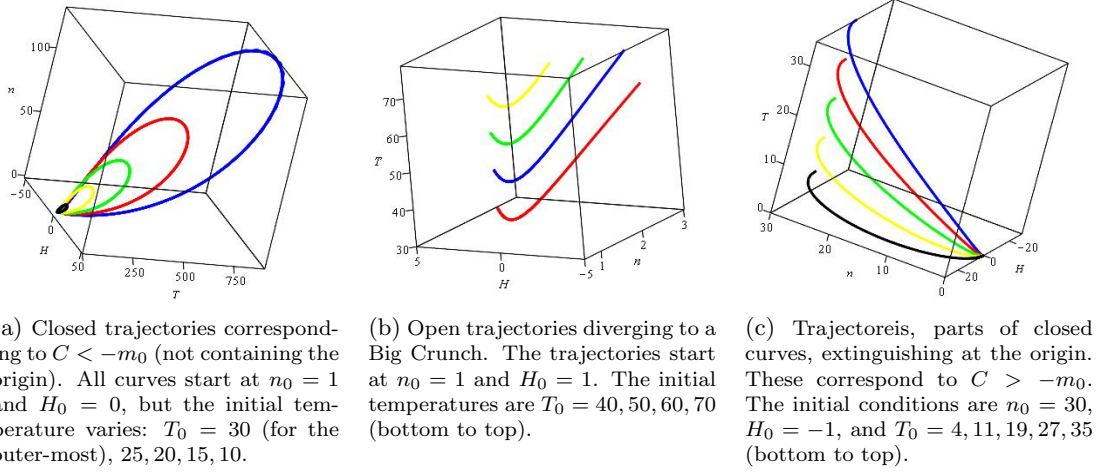 100
n
50
0
−50
0
H
50
250
500
750
T
70
60
T
50
40
30
5
0
H
−5
1
n
2
3
30
T
20
10
0
30
20
n
10
0
20
0
H
−20
a) Closed trajectories correspond-
ng to C < −m₀ (not containing the
rigin). All curves start at n₀ = 1
nd H₀ = 0, but the initial tem-
perature varies: T₀ = 30 (for the
uter-most), 25, 20, 15, 10.
(b) Open trajectories diverging to a
Big Crunch. The trajectories start
at n₀ = 1 and H₀ = 1. The initial
temperatures are T₀ = 40, 50, 60, 70
(bottom to top).
(c) Trajectoreis, parts of closed
curves, extinguishing at the origin.
These correspond to C > −m₀.
The initial conditions are n₀ = 30,
H₀ = −1, and T₀ = 4, 11, 19, 27, 35
(bottom to top).